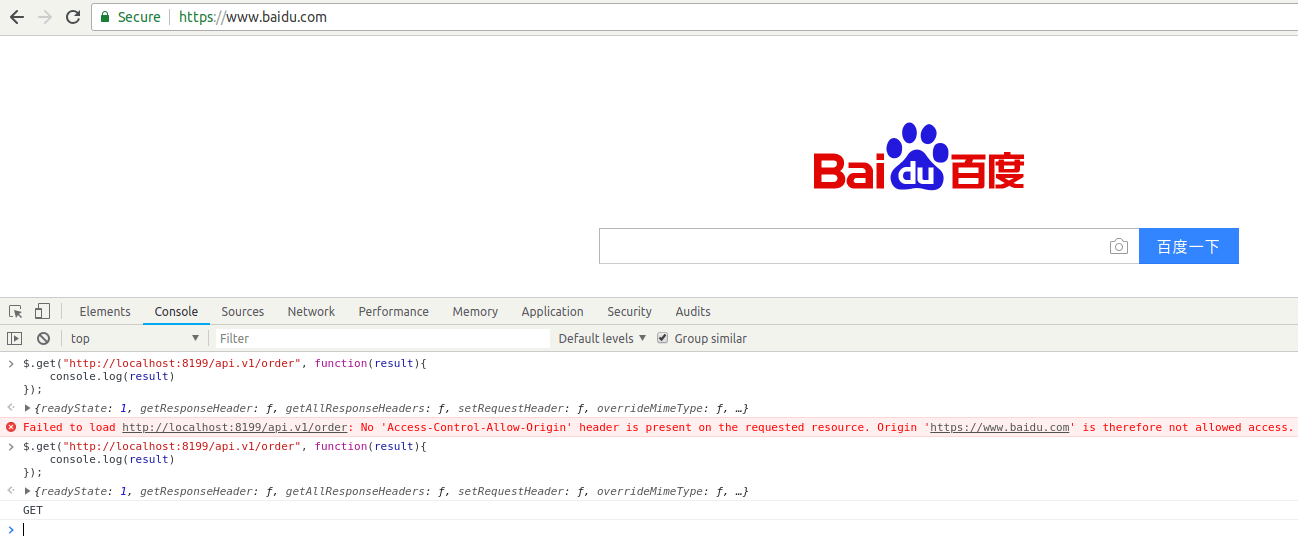 Secure https://www.baidu.com
Bai du 百度
百度一下
Elements Console Sources Network Performance Memory Application Security Audits
top Filter Default levels Group similar
$.get("http://localhost:8199/api.v1/order", function(result){
console.log(result)
});
{readyState: 1, getResponseHeader: ƒ, getAllResponseHeaders: ƒ, setRequestHeader: ƒ, overrideMimeType: ƒ, …}
Failed to load http://localhost:8199/api.v1/order: No 'Access-Control-Allow-Origin' header is present on the requested resource. Origin 'https://www.baidu.com' is therefore not allowed access.
$.get("http://localhost:8199/api.v1/order", function(result){
console.log(result)
});
{readyState: 1, getResponseHeader: ƒ, getAllResponseHeaders: ƒ, setRequestHeader: ƒ, overrideMimeType: ƒ, …}
GET